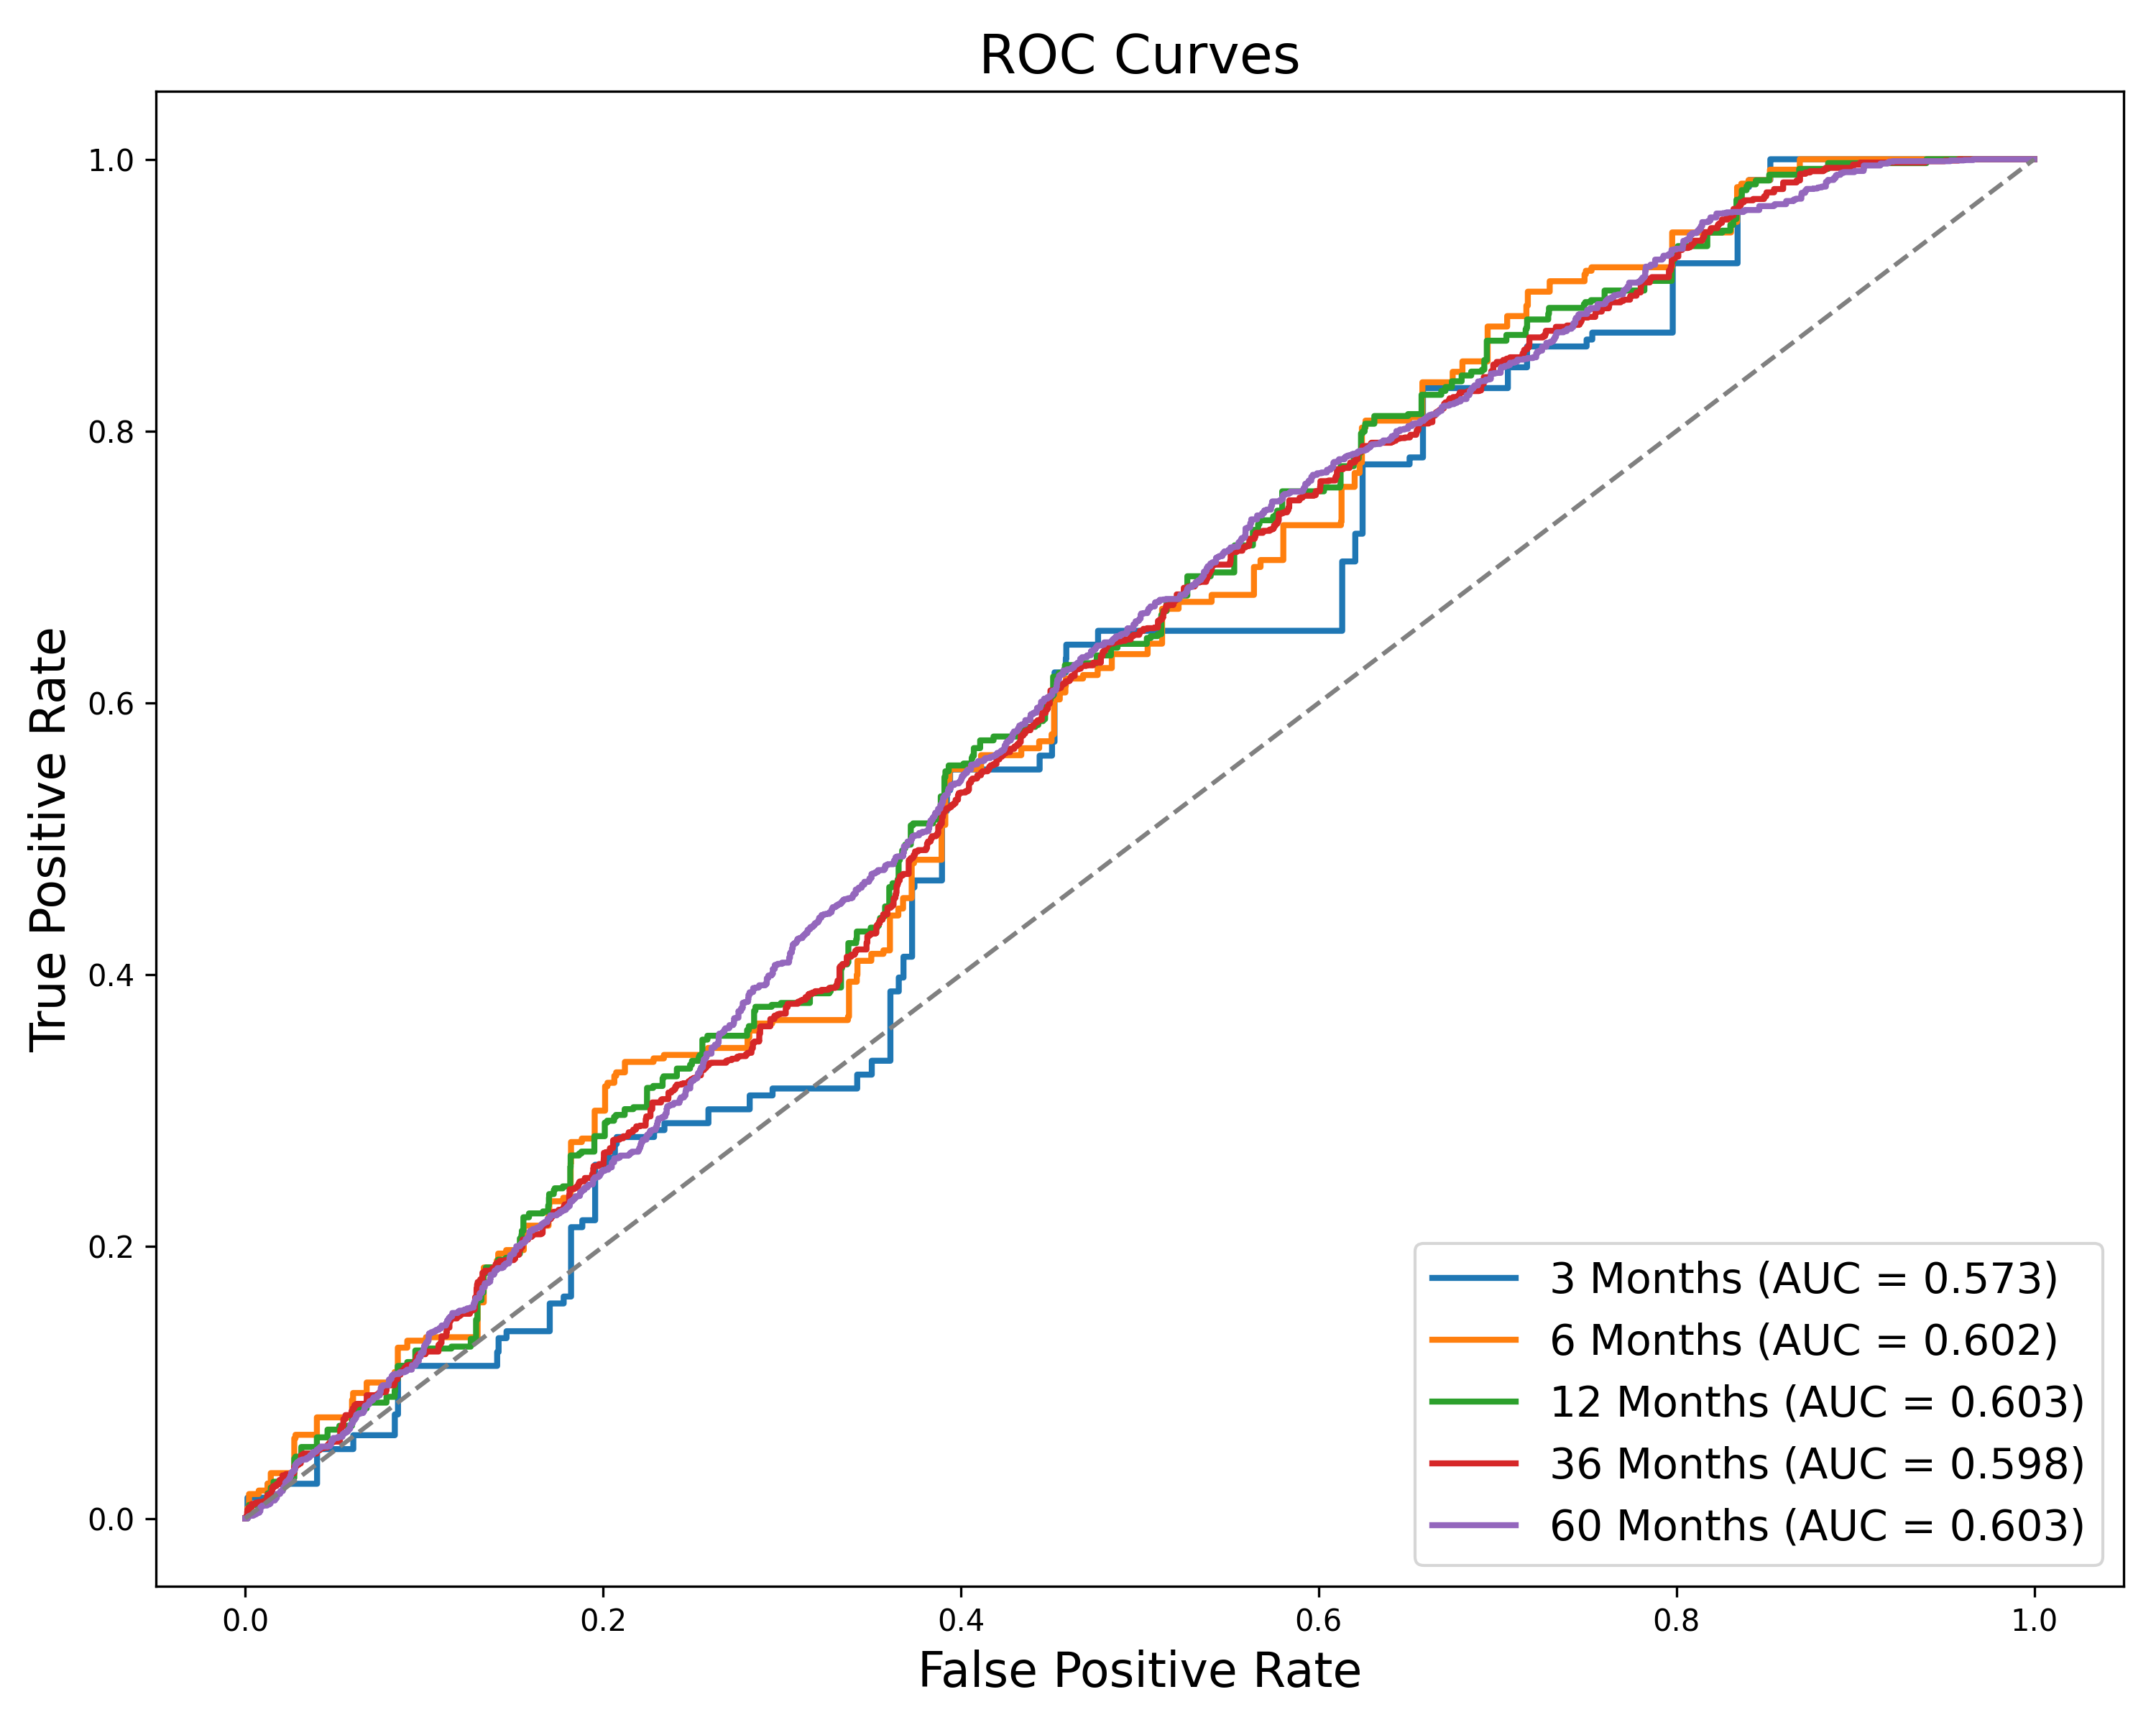 ROC Curves
True Positive Rate
1.0
0.8
0.6
0.4
0.2
0.0
0.0 0.2 0.4 0.6 0.8 1.0
False Positive Rate
3 Months (AUC = 0.573)
6 Months (AUC = 0.602)
12 Months (AUC = 0.603)
36 Months (AUC = 0.598)
60 Months (AUC = 0.603)